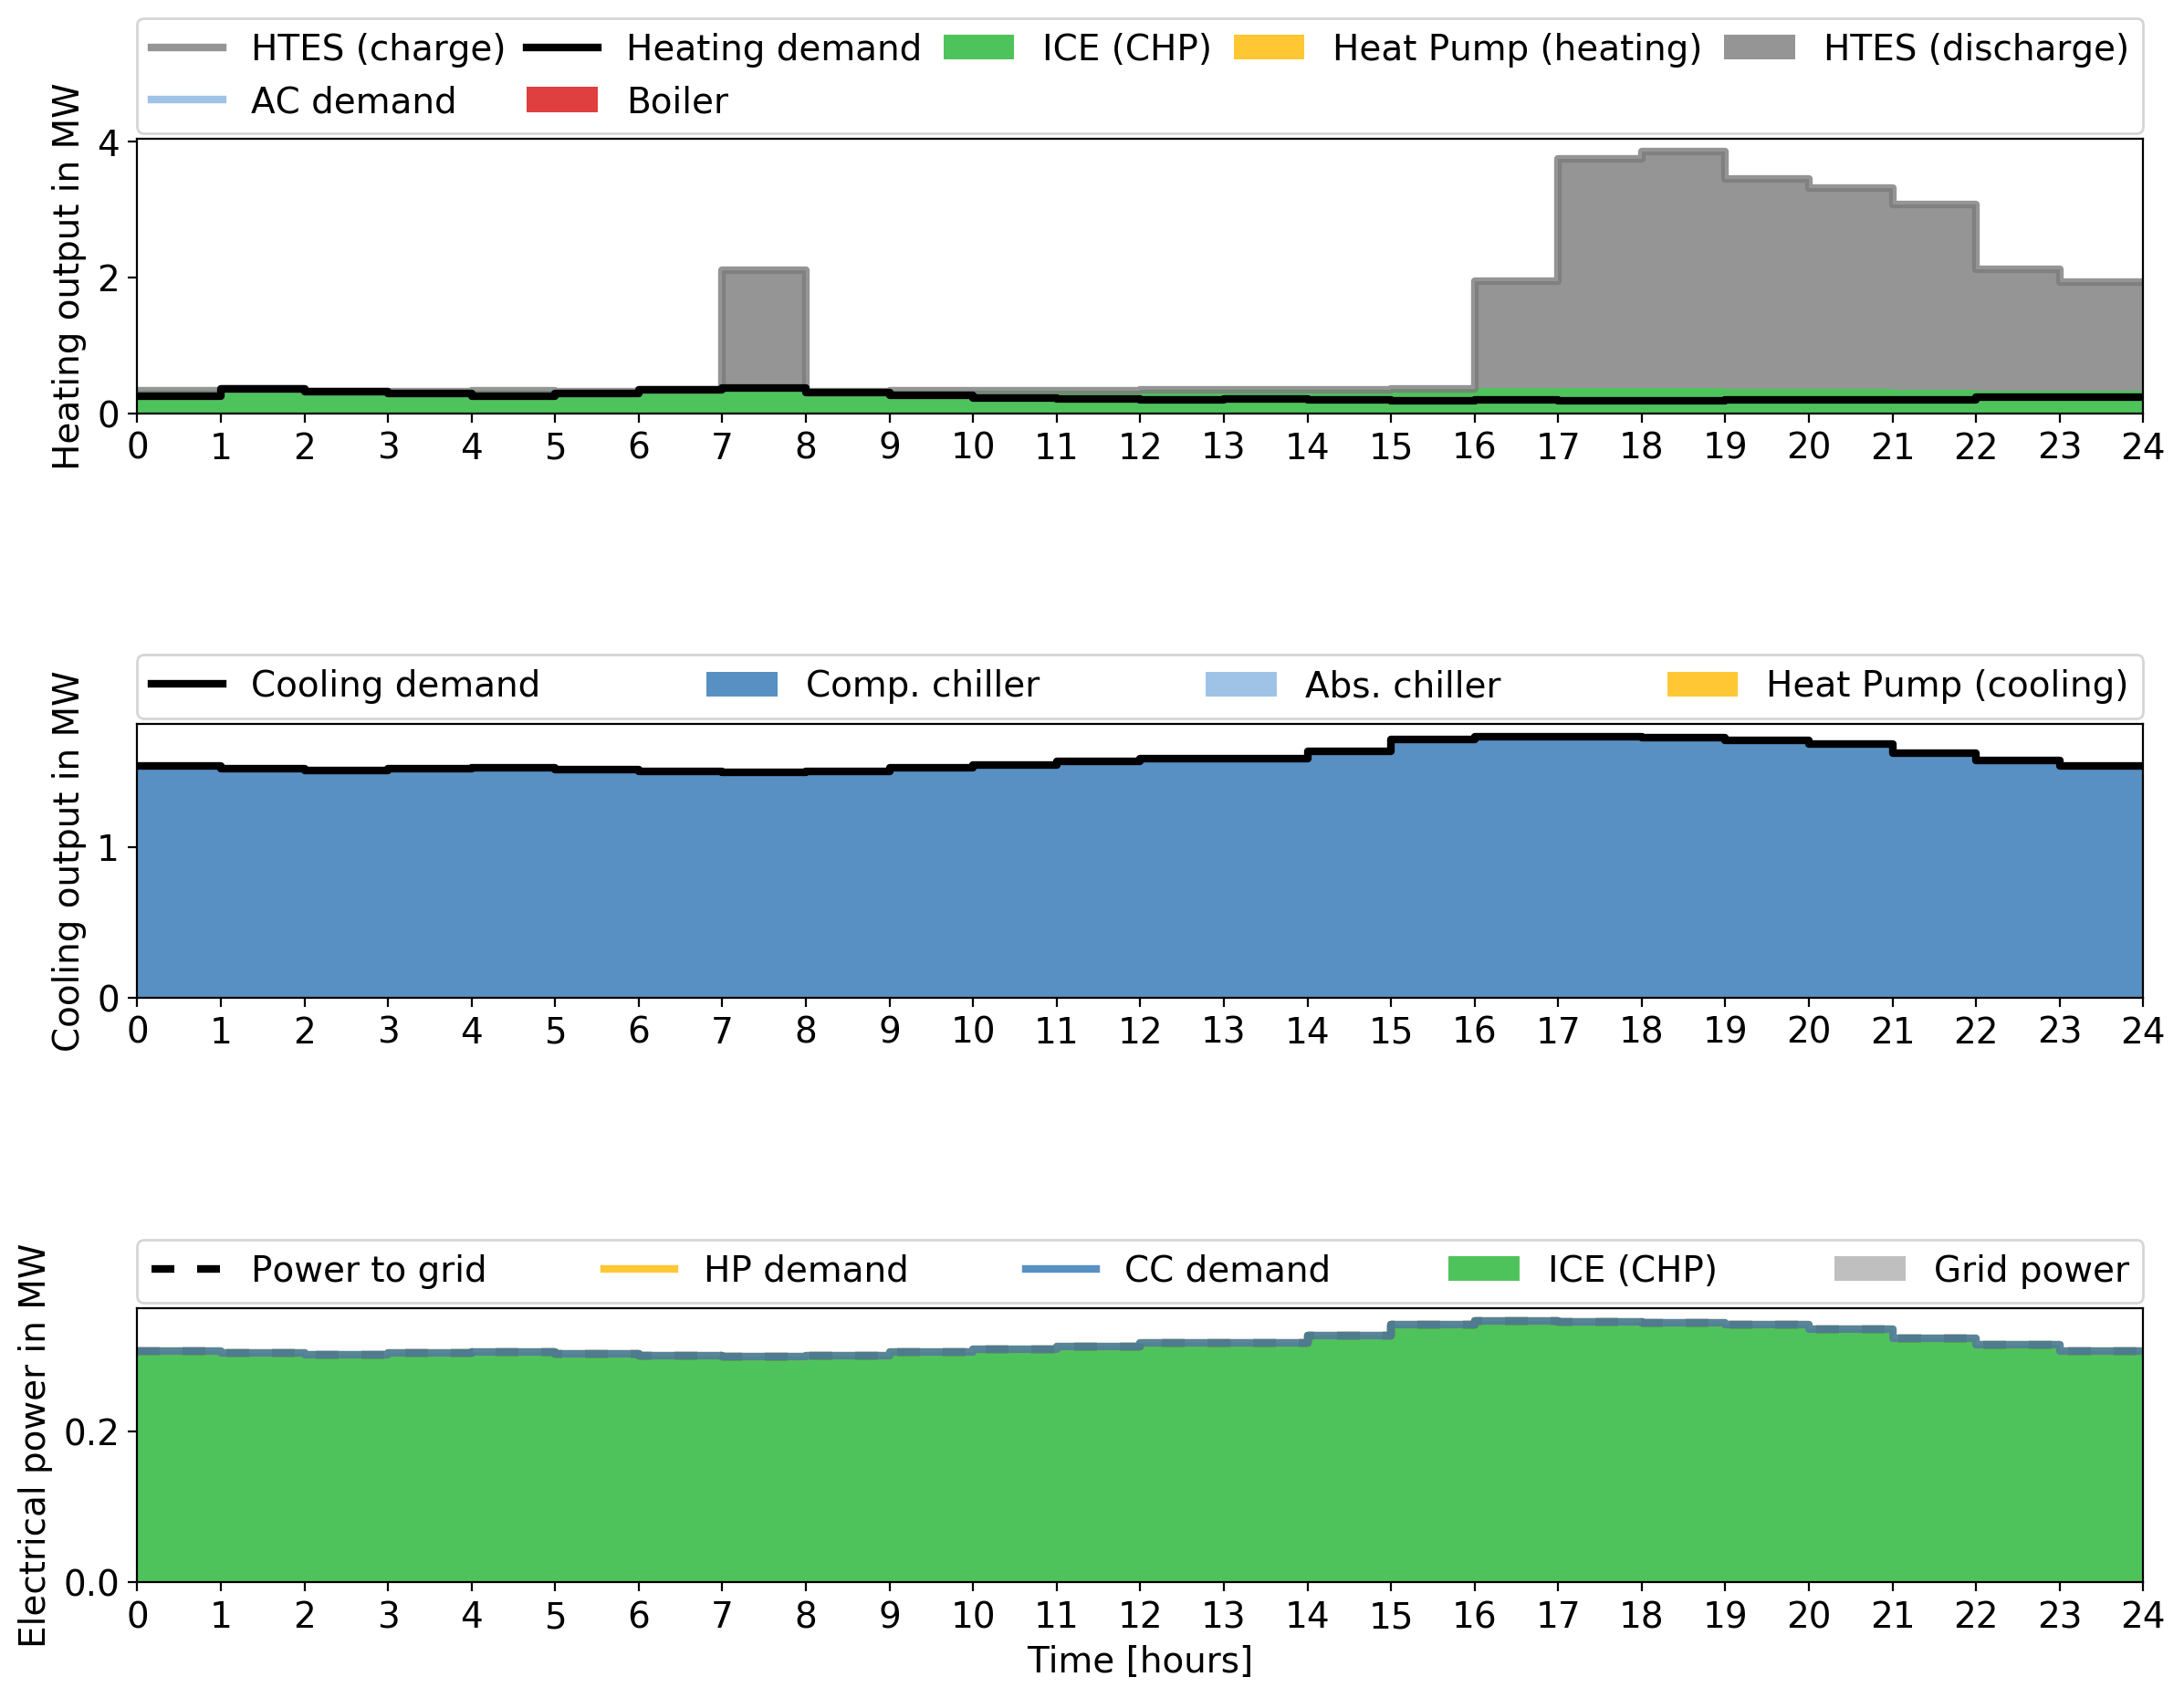 HTES (charge) Heating demand ICE (CHP) Heat Pump (heating) HTES (discharge)
AC demand Boiler
Heating output in MW
4
2
0
0 1 2 3 4 5 6 7 8 9 10 11 12 13 14 15 16 17 18 19 20 21 22 23 24
Cooling demand Comp. chiller Abs. chiller Heat Pump (cooling)
Cooling output in MW
1
0
0 1 2 3 4 5 6 7 8 9 10 11 12 13 14 15 16 17 18 19 20 21 22 23 24
Power to grid HP demand CC demand ICE (CHP) Grid power
Electrical power in MW
0.2
0.0
0 1 2 3 4 5 6 7 8 9 10 11 12 13 14 15 16 17 18 19 20 21 22 23 24
Time [hours]